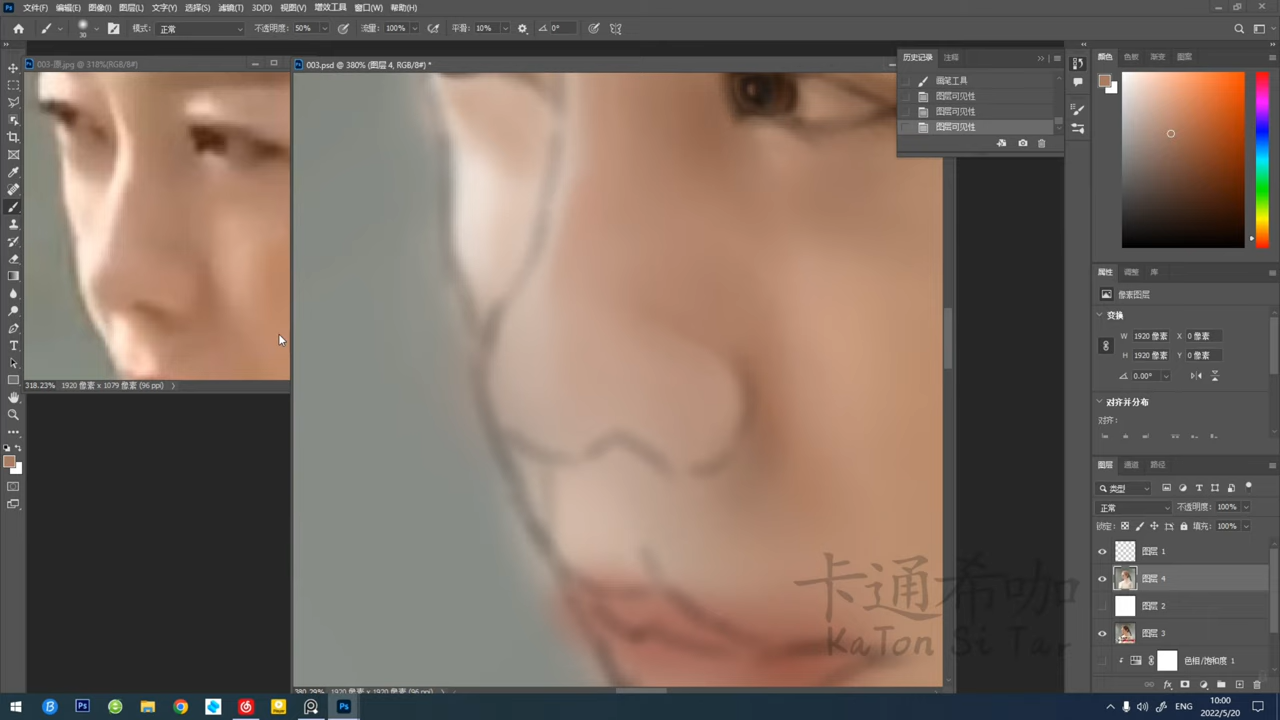 文件(F) 编辑(E) 图像(I) 图层(L) 文字(Y) 选择(S) 滤镜(T) 3D(D) 视图(V) 增效工具 窗口(W) 帮助(H)
30 模式: 正常 不透明度: 50% 流量: 100% 平滑: 10% 0°
003-原.jpg @ 318%(RGB/8#)
003.psd @ 380% (图层 4, RGB/8#) *
历史记录 注释
画笔工具
图层可见性
图层可见性
图层可见性
颜色 色板 渐变 图案
属性 调整 库
像素图层
变换
W 1920 像素 X 0 像素
H 1920 像素 Y 0 像素
0.00°
对齐并分布
对齐:
318.23% 1920 像素 x 1079 像素 (96 ppi)
图层 通道 路径
类型
正常 不透明度: 100%
锁定: 填充: 100%
图层 1
图层 4
图层 2
图层 3
色相/饱和度 1
卡通希咖
KaTon Si Tar
380.29% 1920 像素 x 1920 像素 (96 ppi)
ENG
10:00
2022/5/20